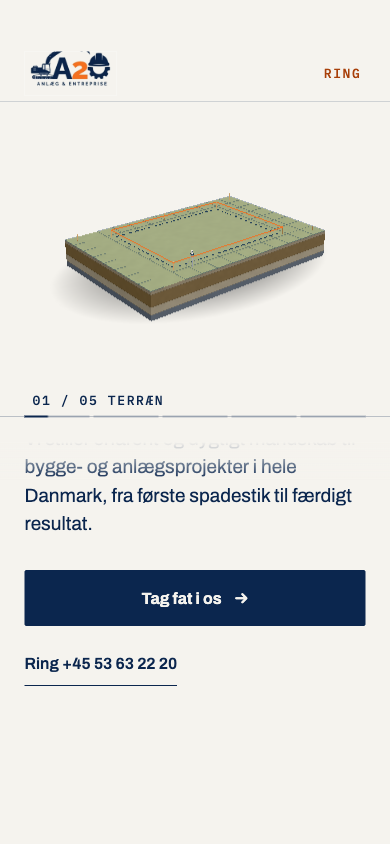 A2
ANLÆG & ENTREPRISE
RING
01 / 05 TERRÆN
bygge- og anlægsprojekter i hele
Danmark, fra første spadestik til færdigt
resultat.
Tag fat i os →
Ring +45 53 63 22 20